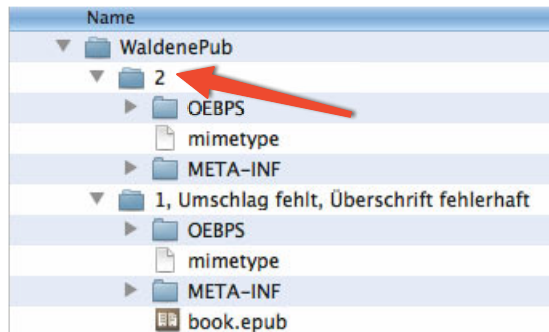 Name
WaldenePub
2
OEBPS
mimetype
META-INF
1, Umschlag fehlt, Überschrift fehlerhaft
OEBPS
mimetype
META-INF
book.epub